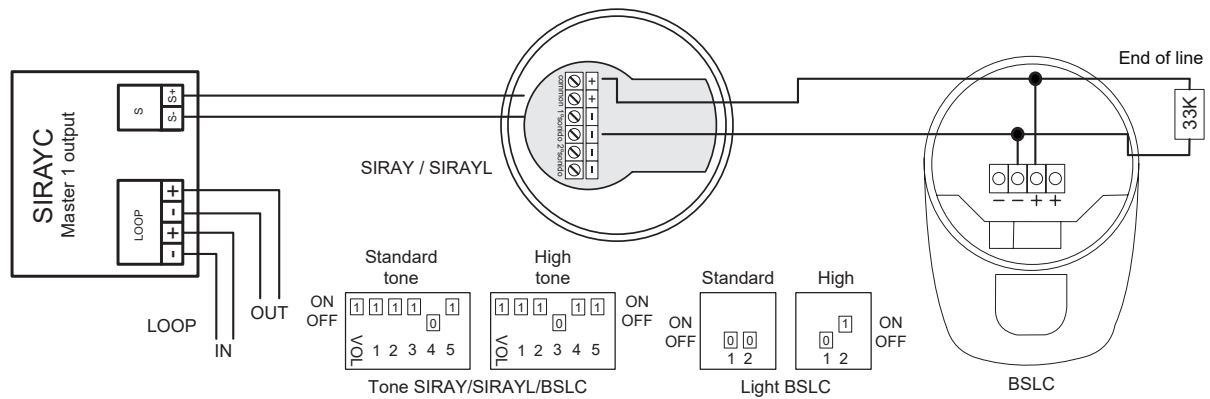 SIRAYC
Master 1 output
S
S+
S-
LOOP
+
-
+
-
LOOP
IN
OUT
SIRAY / SIRAYL
common 1ºsonido 2ºsonido
+
+
-
-
-
-
End of line
33K
− − + +
BSLC
Standard
tone
High
tone
ON
OFF
1 1 1 1 0 1
VOL 1 2 3 4 5
1 1 1 0 1 1
VOL 1 2 3 4 5
ON
OFF
Tone SIRAY/SIRAYL/BSLC
Standard
High
ON
OFF
0 0
1 2
0 1
1 2
ON
OFF
Light BSLC